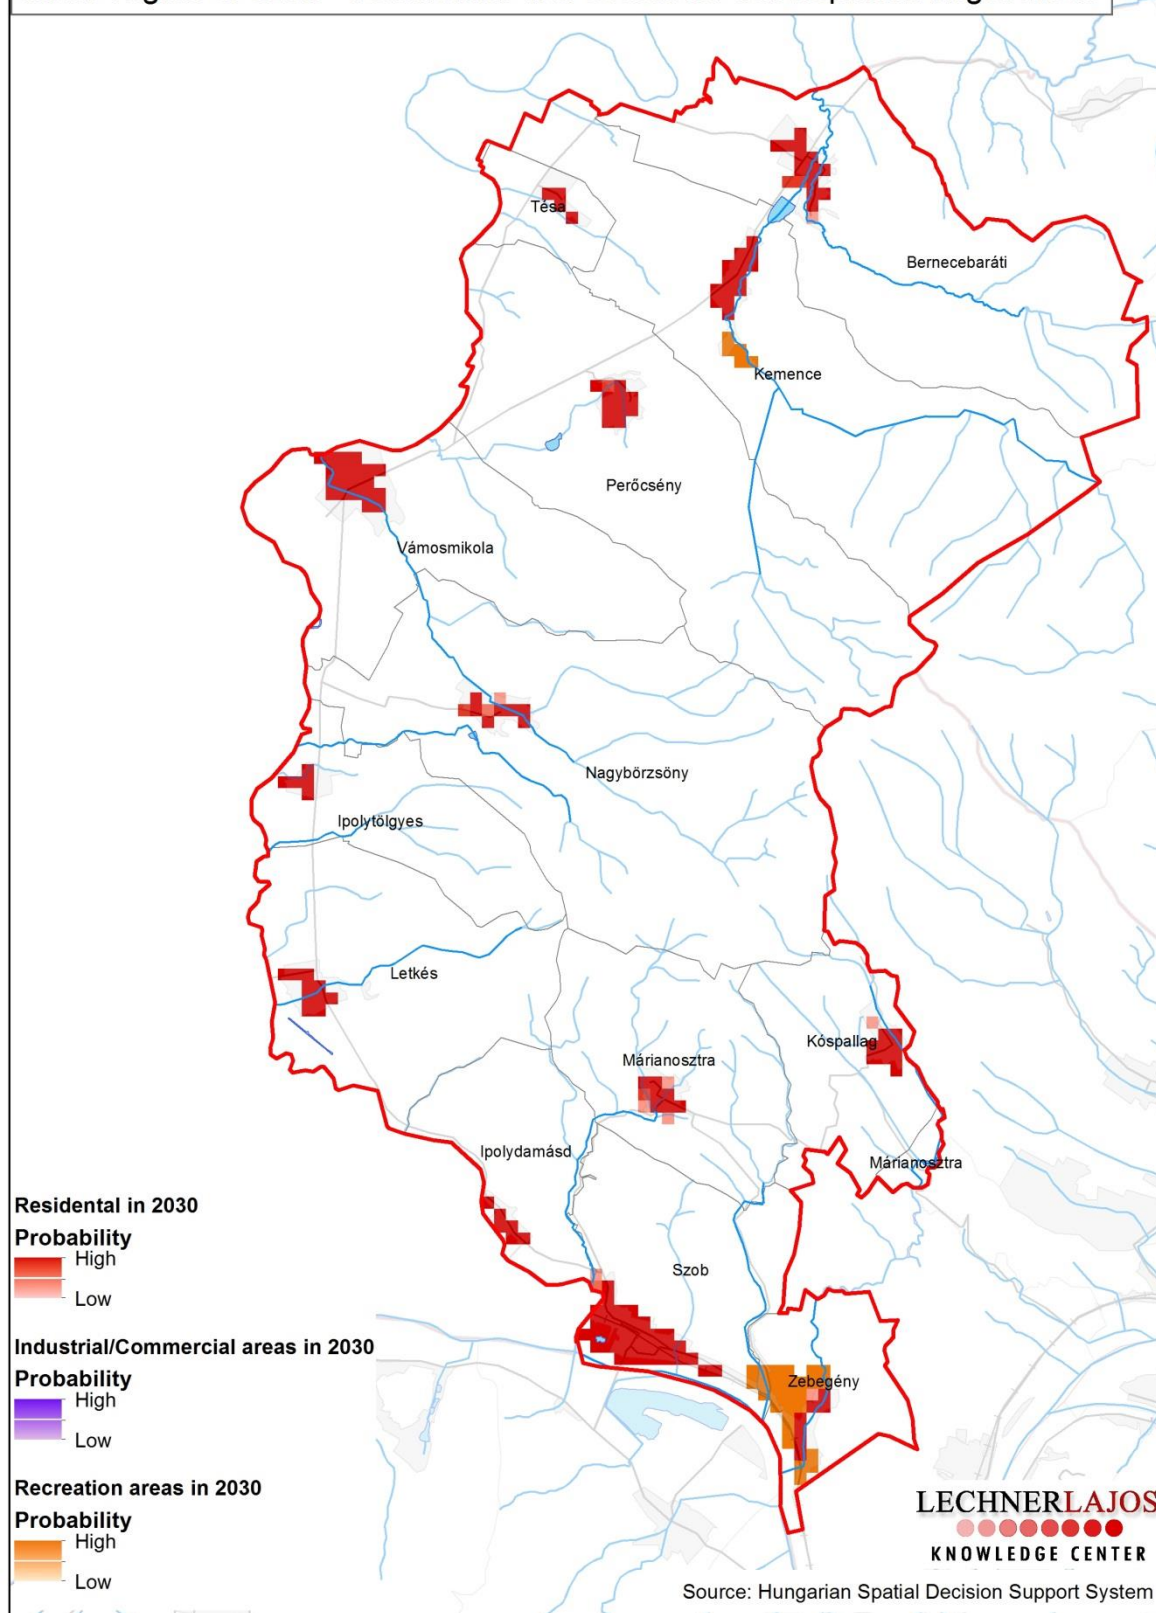 Tésa
Bernecebaráti
Kemence
Perőcsény
Vámosmikola
Nagybörzsöny
Ipolytölgyes
Letkés
Kóspallag
Márianosztra
Ipolydamásd
Márianosztra
Szob
Zebegény
Residental in 2030
Probability
High
Low
Industrial/Commercial areas in 2030
Probability
High
Low
Recreation areas in 2030
Probability
High
Low
LECHNERLAJOS
KNOWLEDGE CENTER
Source: Hungarian Spatial Decision Support System